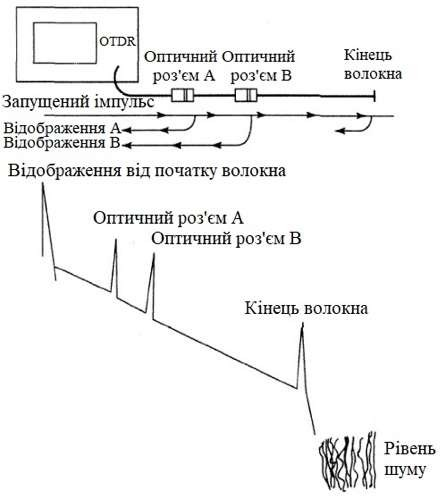 OTDR
Оптичний
роз'єм А
Оптичний
роз'єм В
Кінець
волокна
Запущений імпульс
Відображення А
Відображення В
Відображення від початку волокна
Оптичний роз'єм А
Оптичний роз'єм В
Кінець волокна
Рівень
шуму